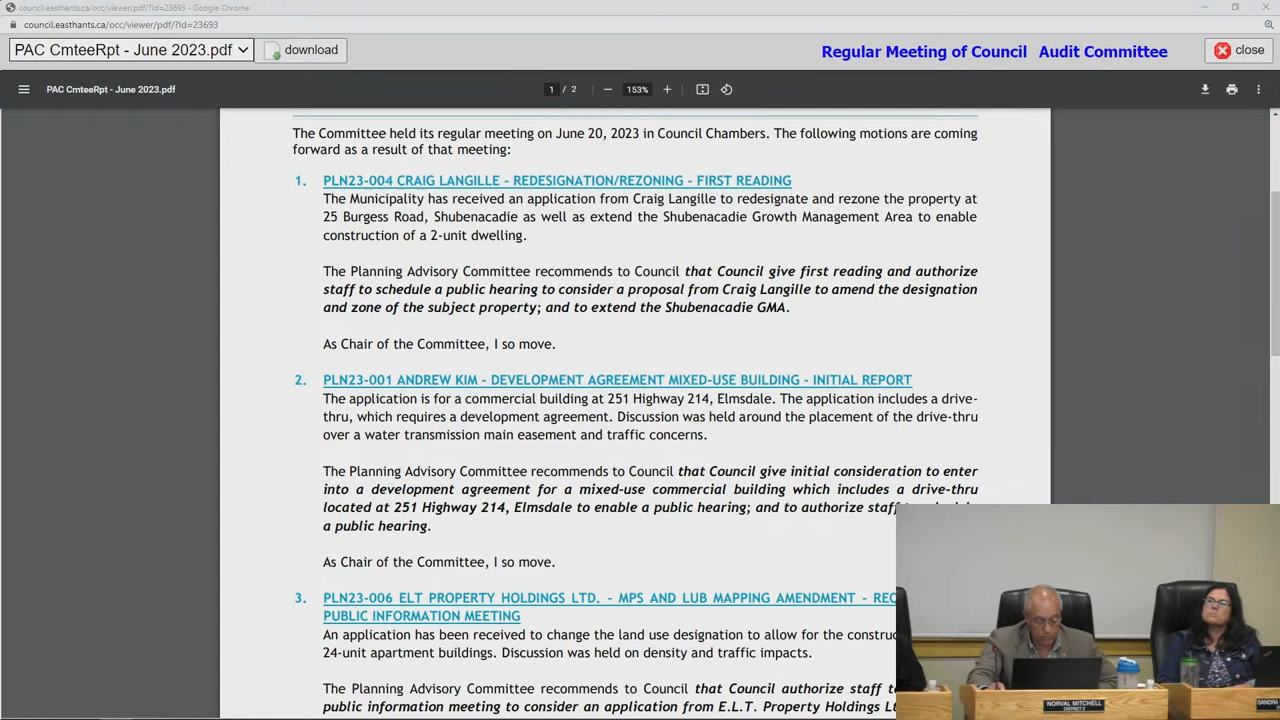 council.easthants.ca/occ/viewer/pdf/?Id=23693 - Google Chrome
council.easthants.ca/occ/viewer/pdf/?Id=23693
PAC CmteeRpt - June 2023.pdf
download
Regular Meeting of Council Audit Committee
close
PAC CmteeRpt - June 2023.pdf
1 / 2
153%
The Committee held its regular meeting on June 20, 2023 in Council Chambers. The following motions are coming
forward as a result of that meeting:
1. PLN23-004 CRAIG LANGILLE - REDESIGNATION/REZONING - FIRST READING
The Municipality has received an application from Craig Langille to redesignate and rezone the property at
25 Burgess Road, Shubenacadie as well as extend the Shubenacadie Growth Management Area to enable
construction of a 2-unit dwelling.
The Planning Advisory Committee recommends to Council that Council give first reading and authorize
staff to schedule a public hearing to consider a proposal from Craig Langille to amend the designation
and zone of the subject property; and to extend the Shubenacadie GMA.
As Chair of the Committee, I so move.
2. PLN23-001 ANDREW KIM - DEVELOPMENT AGREEMENT MIXED-USE BUILDING - INITIAL REPORT
The application is for a commercial building at 251 Highway 214, Elmsdale. The application includes a drive-
thru, which requires a development agreement. Discussion was held around the placement of the drive-thru
over a water transmission main easement and traffic concerns.
The Planning Advisory Committee recommends to Council that Council give initial consideration to enter
into a development agreement for a mixed-use commercial building which includes a drive-thru
located at 251 Highway 214, Elmsdale to enable a public hearing; and to authorize staff
a public hearing.
As Chair of the Committee, I so move.
3. PLN23-006 ELT PROPERTY HOLDINGS LTD. - MPS AND LUB MAPPING AMENDMENT - REQ
PUBLIC INFORMATION MEETING
An application has been received to change the land use designation to allow for the construc
24-unit apartment buildings. Discussion was held on density and traffic impacts.
The Planning Advisory Committee recommends to Council that Council authorize staff t
public information meeting to consider an application from E.L.T. Property Holdings Lt
NORVAL MITCHELL
DISTRICT 2
SANDRA